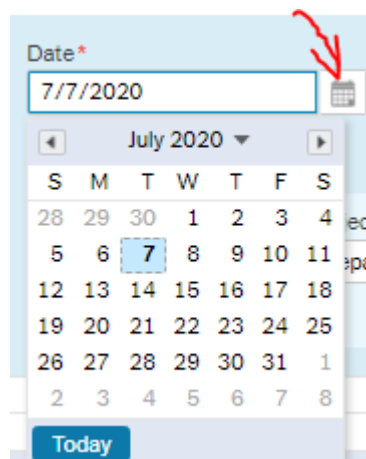 Date*
7/7/2020
July 2020
S M T W T F S
28 29 30 1 2 3 4
5 6 7 8 9 10 11
12 13 14 15 16 17 18
19 20 21 22 23 24 25
26 27 28 29 30 31 1
2 3 4 5 6 7 8
Today